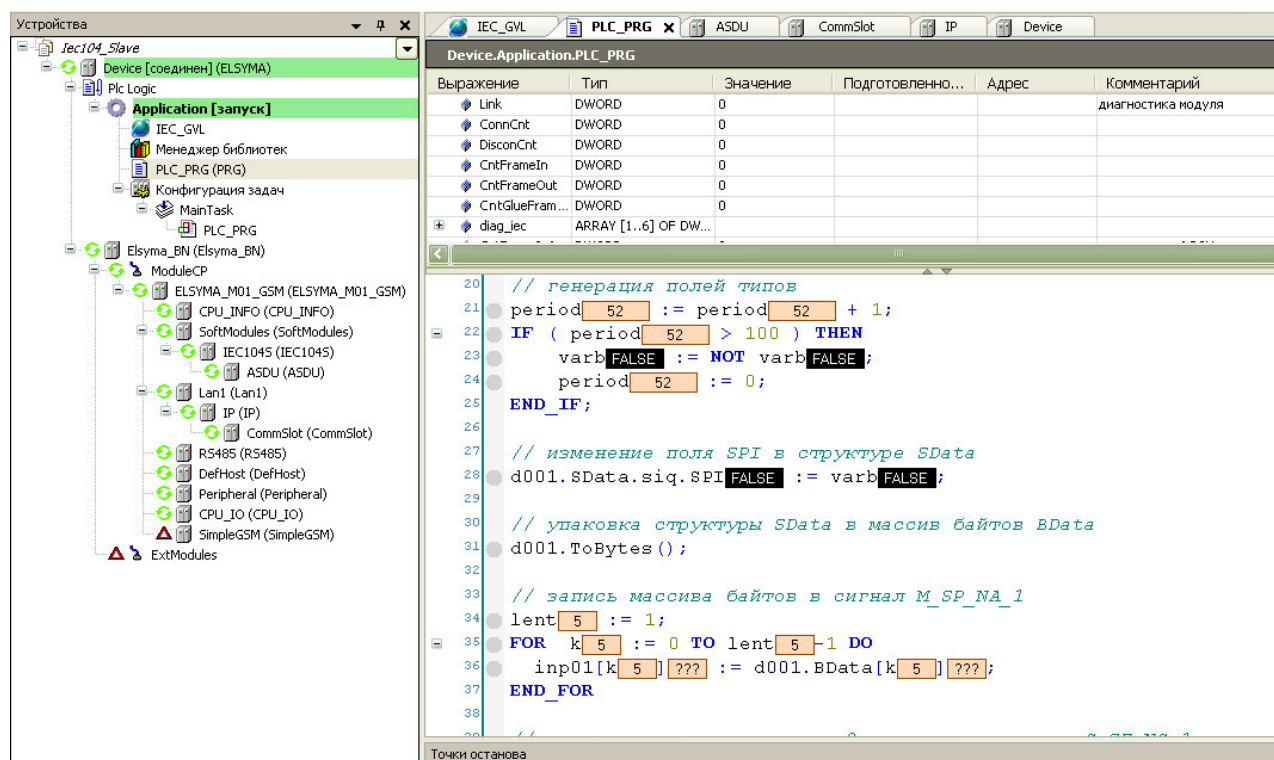 Устройства
Iec104_Slave
Device [соединен] (ELSYMA)
Plc Logic
Application [запуск]
IEC_GVL
Менеджер библиотек
PLC_PRG (PRG)
Конфигурация задач
MainTask
PLC_PRG
Elsyma_BN (Elsyma_BN)
ModuleCP
ELSYMA_M01_GSM (ELSYMA_M01_GSM)
CPU_INFO (CPU_INFO)
SoftModules (SoftModules)
IEC104S (IEC104S)
ASDU (ASDU)
Lan1 (Lan1)
IP (IP)
CommSlot (CommSlot)
RS485 (RS485)
DefHost (DefHost)
Peripheral (Peripheral)
CPU_IO (CPU_IO)
SimpleGSM (SimpleGSM)
ExtModules
IEC_GVL PLC_PRG X ASDU CommSlot IP Device
Device.Application.PLC_PRG
Выражение Тип Значение Подготовленно... Адрес Комментарий
Link DWORD 0 диагностика модуля
ConnCnt DWORD 0
DisconCnt DWORD 0
CntFrameIn DWORD 0
CntFrameOut DWORD 0
CntGlueFram... DWORD 0
diag_iec ARRAY [1..6] OF DW...
20 // генерация полей типов
21 period 52 := period 52 + 1;
22 IF ( period 52 > 100 ) THEN
23 varb FALSE := NOT varb FALSE ;
24 period 52 := 0;
25 END_IF;
26
27 // изменение поля SPI в структуре SData
28 d001.SData.siq.SPI FALSE := varb FALSE ;
29
30 // упаковка структуры SData в массив байтов BData
31 d001.ToBytes();
32
33 // запись массива байтов в сигнал M_SP_NA_1
34 lent 5 := 1;
35 FOR k 5 := 0 TO lent 5 -1 DO
36 inp01[k 5 ] ??? := d001.BData[k 5 ] ??? ;
37 END_FOR
38
Точки останова